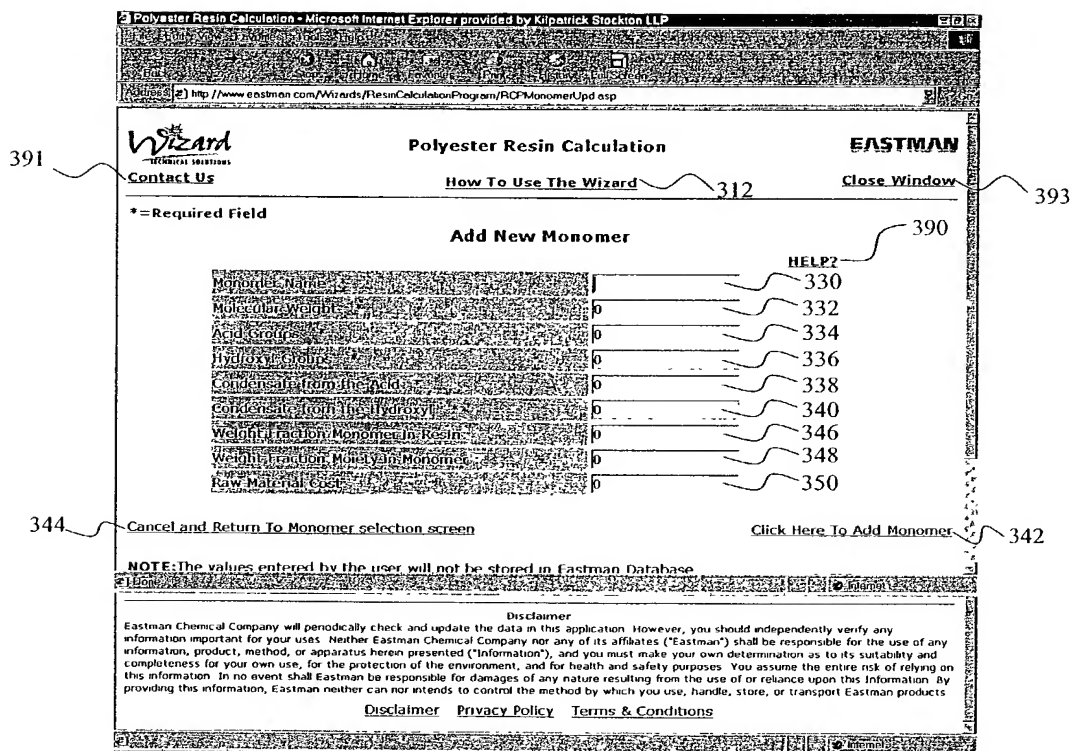 Polyester Resin Calculation • Microsoft Internet Explorer provided by Kilpatrick Stockton LLP
Address http //www eastman com/Wizards/ResinCalculationProgram/RCPMonomerUpd asp
Wizard
TECHNICAL SOLUTIONS
Polyester Resin Calculation
EASTMAN
391
Contact Us
How To Use The Wizard
312
Close Window
393
*=Required Field
390
Add New Monomer
HELP?
Monomer Name
330
Molecular Weight 0 332
Acid Groups 0 334
Hydroxyl Groups * 0 336
Condensate from the Acid * 0 338
Condensate from the Hydroxyl 0 340
Weight Fraction Monomer In Resin 0 346
Weight Fraction Moiety in Monomer 0 348
Raw Material Cost 0 350
344 Cancel and Return To Monomer selection screen
Click Here To Add Monomer 342
NOTE:The values entered by the user will not be stored in Eastman Database
Internet
Disclaimer
Eastman Chemical Company will periodically check and update the data in this application However, you should independently verify any
information important for your uses Neither Eastman Chemical Company nor any of its affiliates ("Eastman") shall be responsible for the use of any
information, product, method, or apparatus herein presented ("Information"), and you must make your own determination as to its suitability and
completeness for your own use, for the protection of the environment, and for health and safety purposes You assume the entire risk of relying on
this information In no event shall Eastman be responsible for damages of any nature resulting from the use of or reliance upon this Information By
providing this information, Eastman neither can nor intends to control the method by which you use, handle, store, or transport Eastman products
Disclaimer Privacy Policy Terms & Conditions
Internet